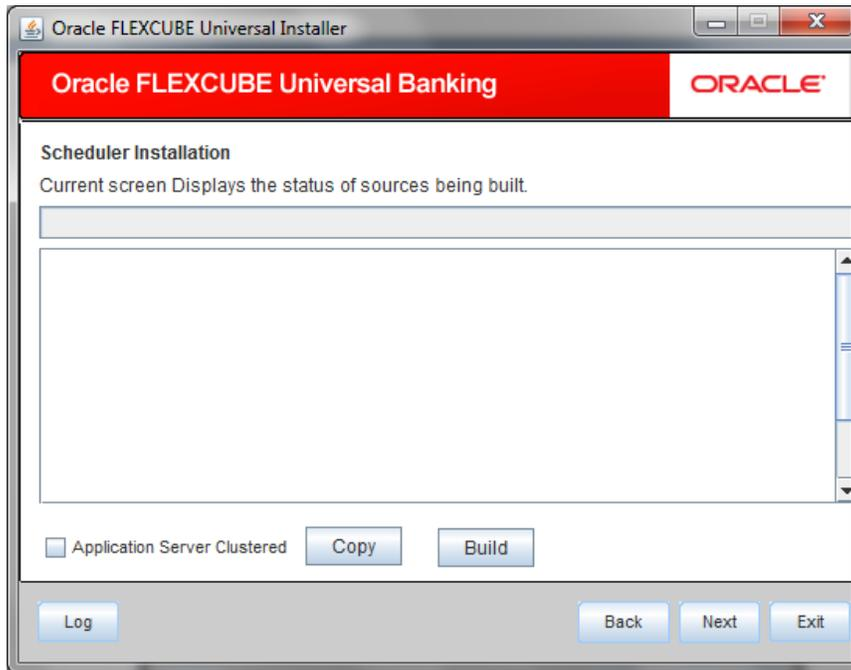 Oracle FLEXCUBE Universal Installer
Oracle FLEXCUBE Universal Banking
ORACLE
Scheduler Installation
Current screen Displays the status of sources being built.
Application Server Clustered
Copy
Build
Log
Back
Next
Exit